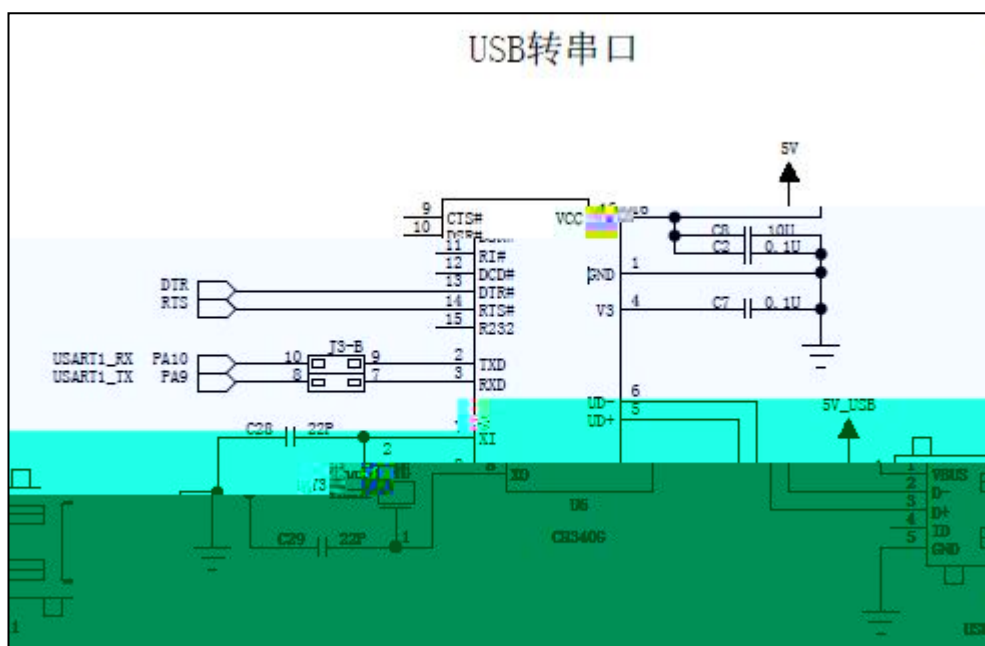 USB转串口
5V
9 CTS# VCC 16
10 DSR# C8 10U
C2 0.1U
11 RI#
12 DCD# GND 1
DTR 13 DTR#
RTS 14 RTS# V3 4 C7 0.1U
15 R232
J3-B
USART1_RX PA10 10 9 2 TXD
USART1_TX PA9 8 7 3 RXD
UD- 6
UD+ 5 5V_USB
C28 22P XI
2
XO
1 VBUS
2 D-
U6 3 D+
C29 22P 1 CH340G 4 ID
5 GND